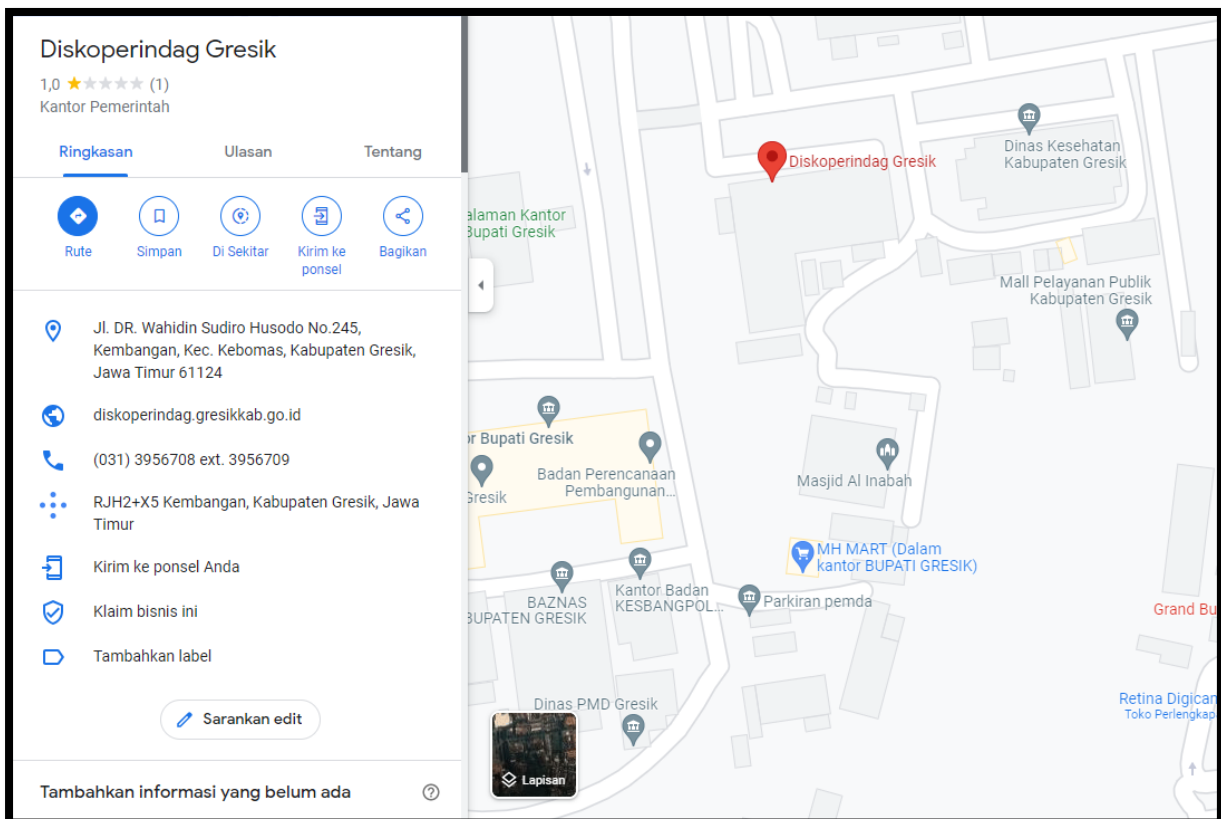 Diskoperindag Gresik
1,0 (1)
Kantor Pemerintah
Ringkasan
Ulasan
Tentang
Rute
Simpan
Di Sekitar
Kirim ke
ponsel
Bagikan
Jl. DR. Wahidin Sudiro Husodo No.245,
Kembangan, Kec. Kebomas, Kabupaten Gresik,
Jawa Timur 61124
diskoperindag.gresikkab.go.id
(031) 3956708 ext. 3956709
RJH2+X5 Kembangan, Kabupaten Gresik, Jawa
Timur
Kirim ke ponsel Anda
Klaim bisnis ini
Tambahkan label
Sarankan edit
Tambahkan informasi yang belum ada
Diskoperindag Gresik
Dinas Kesehatan
Kabupaten Gresik
alaman Kantor
Bupati Gresik
Mall Pelayanan Publik
Kabupaten Gresik
or Bupati Gresik
Badan Perencanaan
Pembangunan...
Gresik
Masjid Al Inabah
MH MART (Dalam
kantor BUPATI GRESIK)
Kantor Badan
KESBANGPOL...
BAZNAS
BUPATEN GRESIK
Parkiran pemda
Grand Bu
Dinas PMD Gresik
Retina Digican
Toko Perlengkap
Lapisan